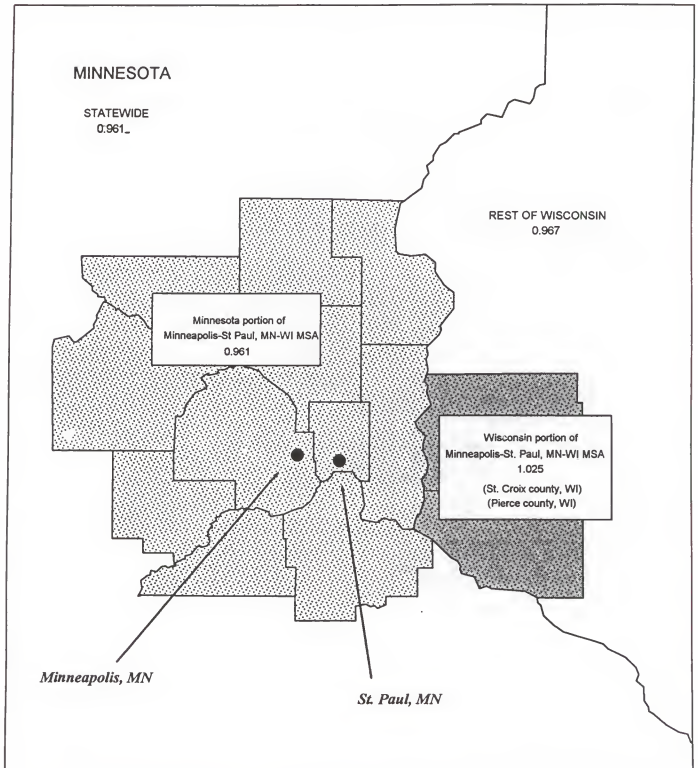 MINNESOTA
STATEWIDE
0.961
REST OF WISCONSIN
0.967
Minnesota portion of
Minneapolis-St Paul, MN-WI MSA
0.961
Wisconsin portion of
Minneapolis-St. Paul, MN-WI MSA
1.025
(St. Croix county, WI)
(Pierce county, WI)
Minneapolis, MN
St. Paul, MN